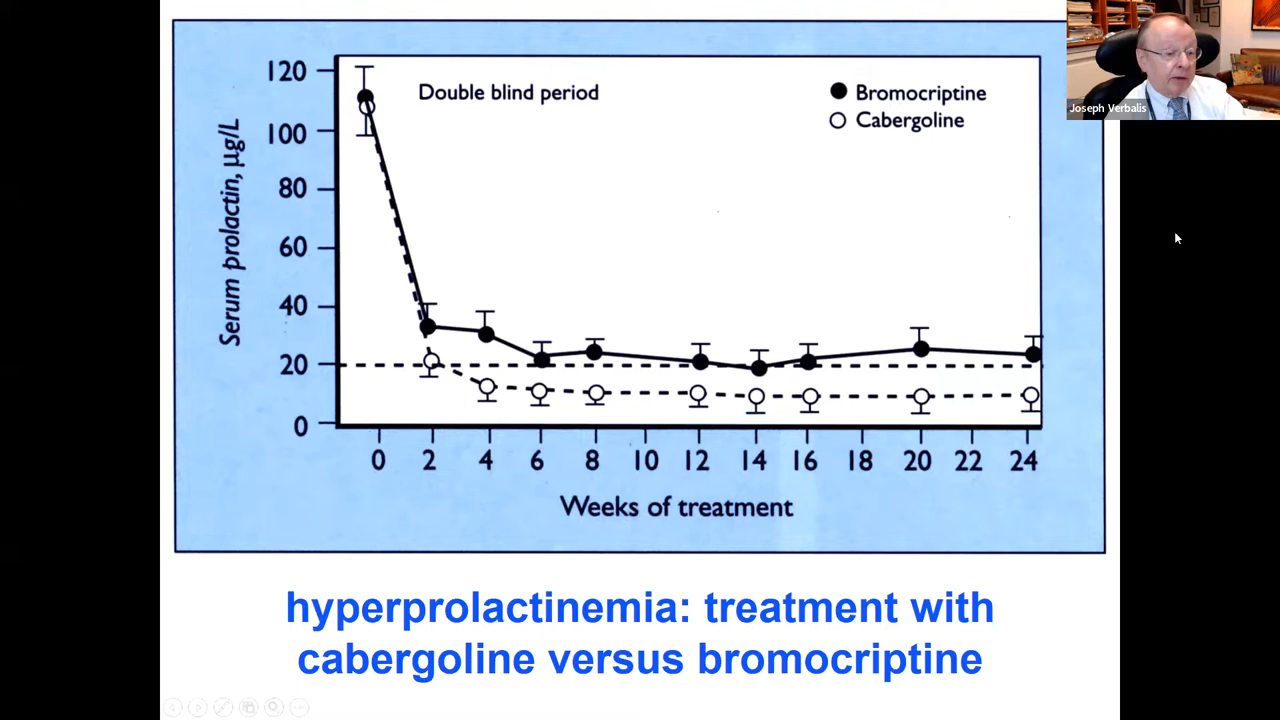 Joseph Verbalis
Double blind period
Bromocriptine
Cabergoline
Serum prolactin, µg/L
120
100
80
60
40
20
0
0 2 4 6 8 10 12 14 16 18 20 22 24
Weeks of treatment
hyperprolactinemia: treatment with
cabergoline versus bromocriptine